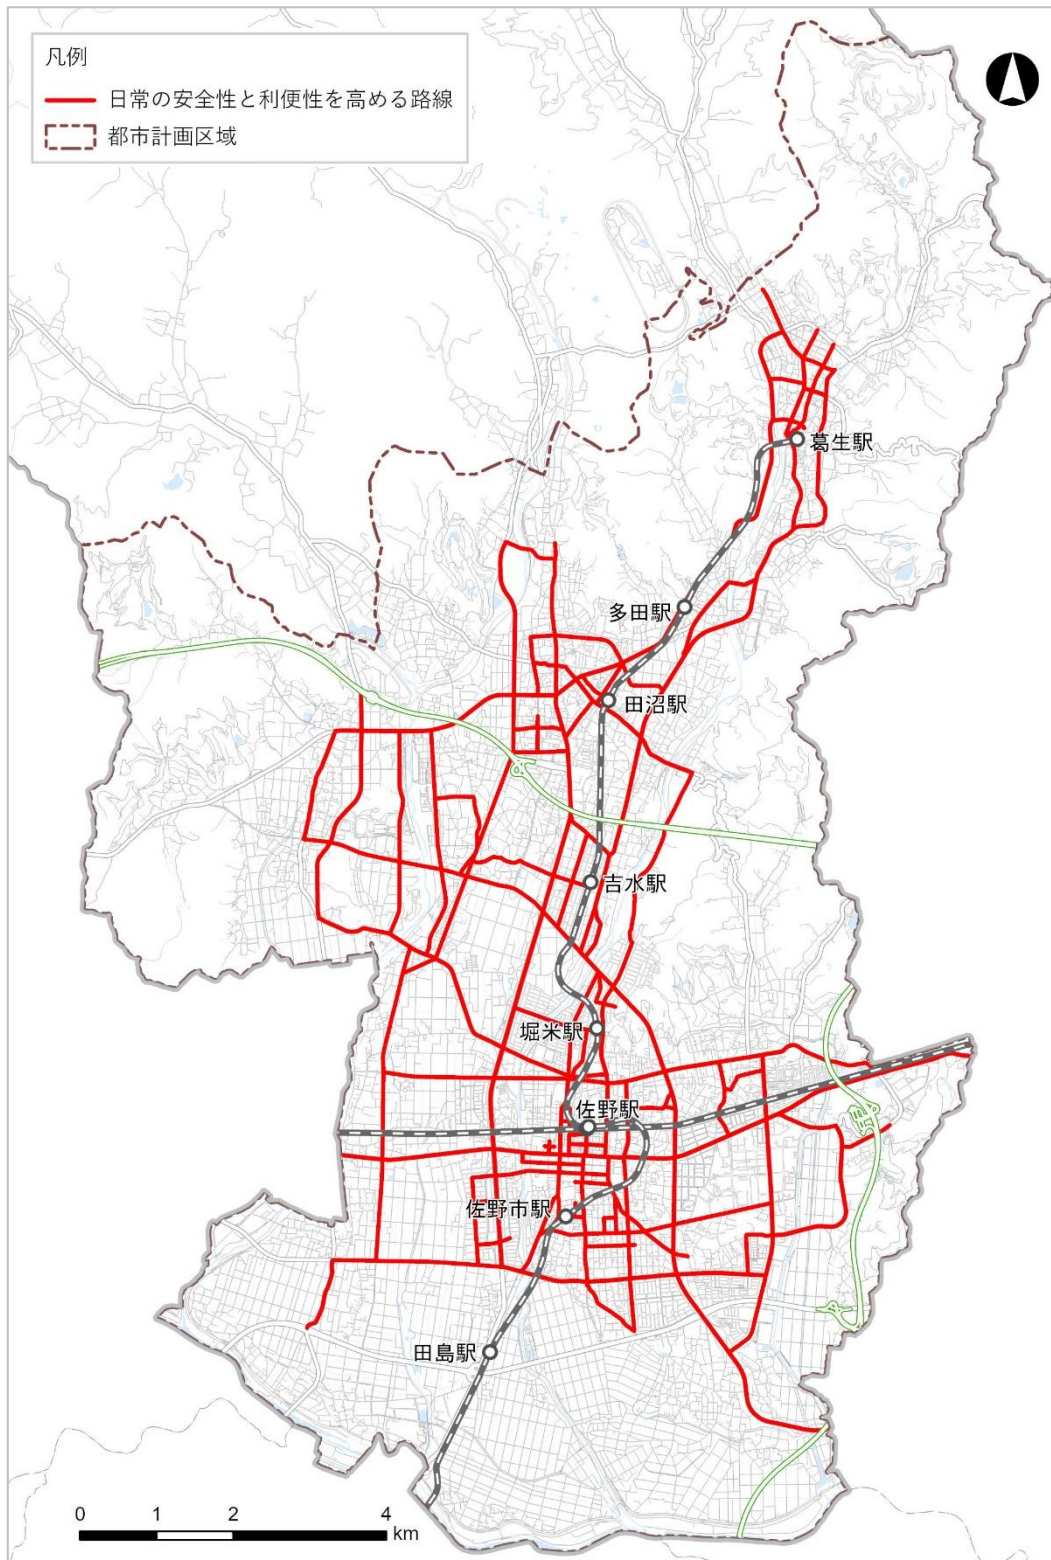 凡例
日常の安全性と利便性を高める路線
都市計画区域
葛生駅
多田駅
田沼駅
吉水駅
堀米駅
佐野駅
佐野市駅
田島駅
0 1 2 4
km